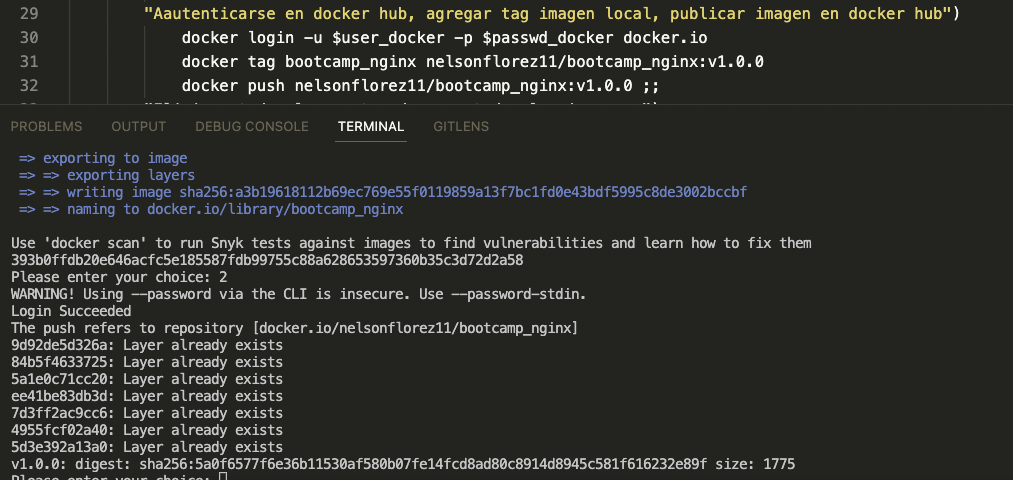 29 "Aautenticarse en docker hub, agregar tag imagen local, publicar imagen en docker hub")
30 docker login -u $user_docker -p $passwd_docker docker.io
31 docker tag bootcamp_nginx nelsonflorez11/bootcamp_nginx:v1.0.0
32 docker push nelsonflorez11/bootcamp_nginx:v1.0.0 ;;
PROBLEMS OUTPUT DEBUG CONSOLE TERMINAL GITLENS
=> exporting to image
=> => exporting layers
=> => writing image sha256:a3b19618112b69ec769e55f0119859a13f7bc1fd0e43bdf5995c8de3002bccbf
=> => naming to docker.io/library/bootcamp_nginx
Use 'docker scan' to run Snyk tests against images to find vulnerabilities and learn how to fix them
393b0ffdb20e646acfc5e185587fdb99755c88a628653597360b35c3d72d2a58
Please enter your choice: 2
WARNING! Using --password via the CLI is insecure. Use --password-stdin.
Login Succeeded
The push refers to repository [docker.io/nelsonflorez11/bootcamp_nginx]
9d92de5d326a: Layer already exists
84b5f4633725: Layer already exists
5a1e0c71cc20: Layer already exists
ee41be83db3d: Layer already exists
7d3ff2ac9cc6: Layer already exists
4955fcf02a40: Layer already exists
5d3e392a13a0: Layer already exists
v1.0.0: digest: sha256:5a0f6577f6e36b11530af580b07fe14fcd8ad80c8914d8945c581f616232e89f size: 1775
Please enter your choice: